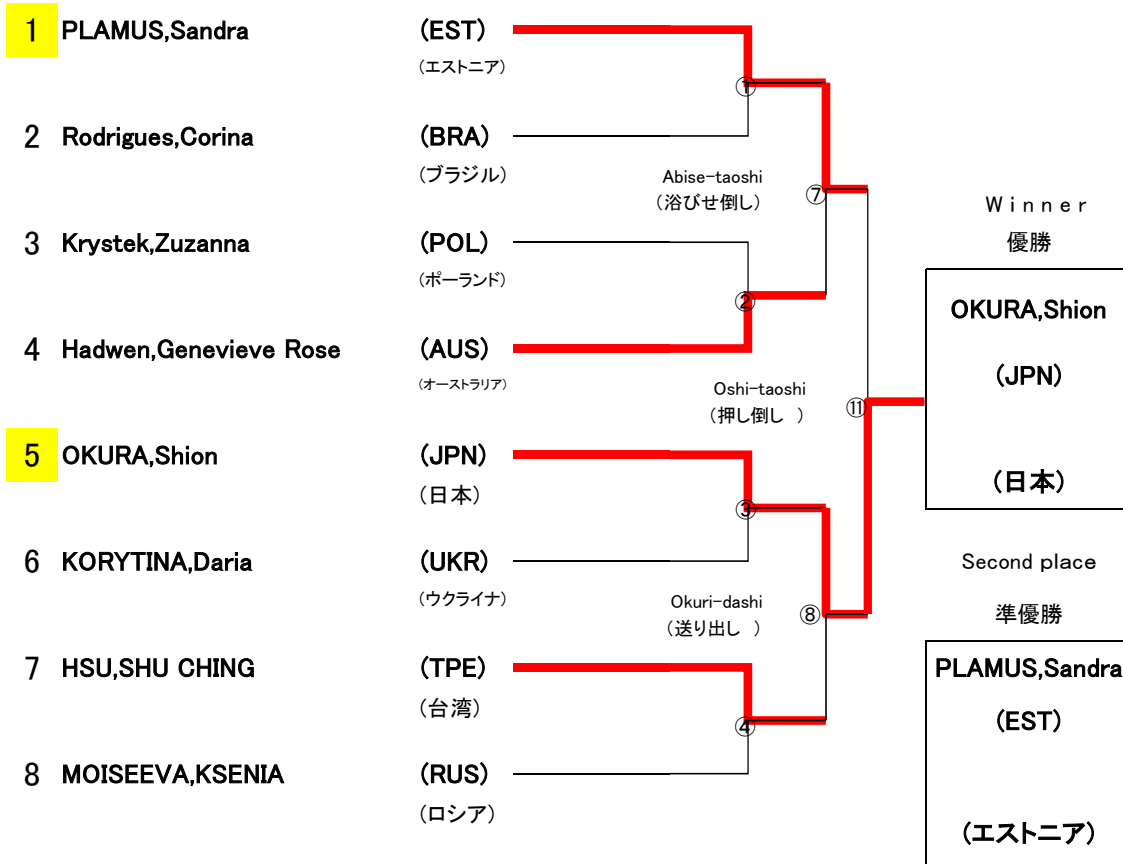 1 PLAMUS,Sandra (EST)
(エストニア)
①
2 Rodrigues,Corina (BRA)
(ブラジル)
Abise-taoshi
(浴びせ倒し)
⑦
3 Krystek,Zuzanna (POL)
(ポーランド)
②
4 Hadwen,Genevieve Rose (AUS)
(オーストラリア)
Oshi-taoshi
(押し倒し )
⑪
5 OKURA,Shion (JPN)
(日本)
③
6 KORYTINA,Daria (UKR)
(ウクライナ)
Okuri-dashi
(送り出し )
⑧
7 HSU,SHU CHING (TPE)
(台湾)
④
8 MOISEEVA,KSENIA (RUS)
(ロシア)
Winner
優勝
OKURA,Shion
(JPN)
(日本)
Second place
準優勝
PLAMUS,Sandra
(EST)
(エストニア)